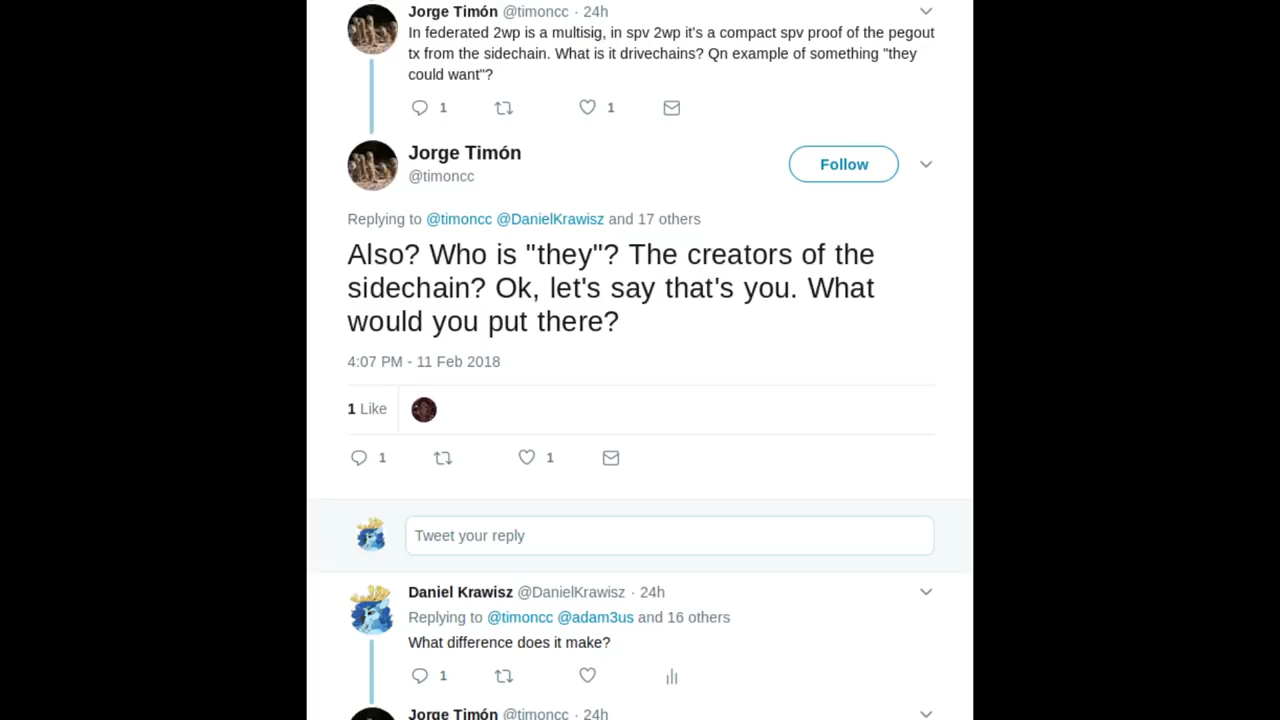 Jorge Timón @timoncc · 24h
In federated 2wp is a multisig, in spv 2wp it's a compact spv proof of the pegout
tx from the sidechain. What is it drivechains? Qn example of something "they
could want"?
1 1
Jorge Timón
@timoncc
Follow
Replying to @timoncc @DanielKrawisz and 17 others
Also? Who is "they"? The creators of the
sidechain? Ok, let's say that's you. What
would you put there?
4:07 PM - 11 Feb 2018
1 Like
1 1
Tweet your reply
Daniel Krawisz @DanielKrawisz · 24h
Replying to @timoncc @adam3us and 16 others
What difference does it make?
1
Jorge Timón @timoncc · 24h